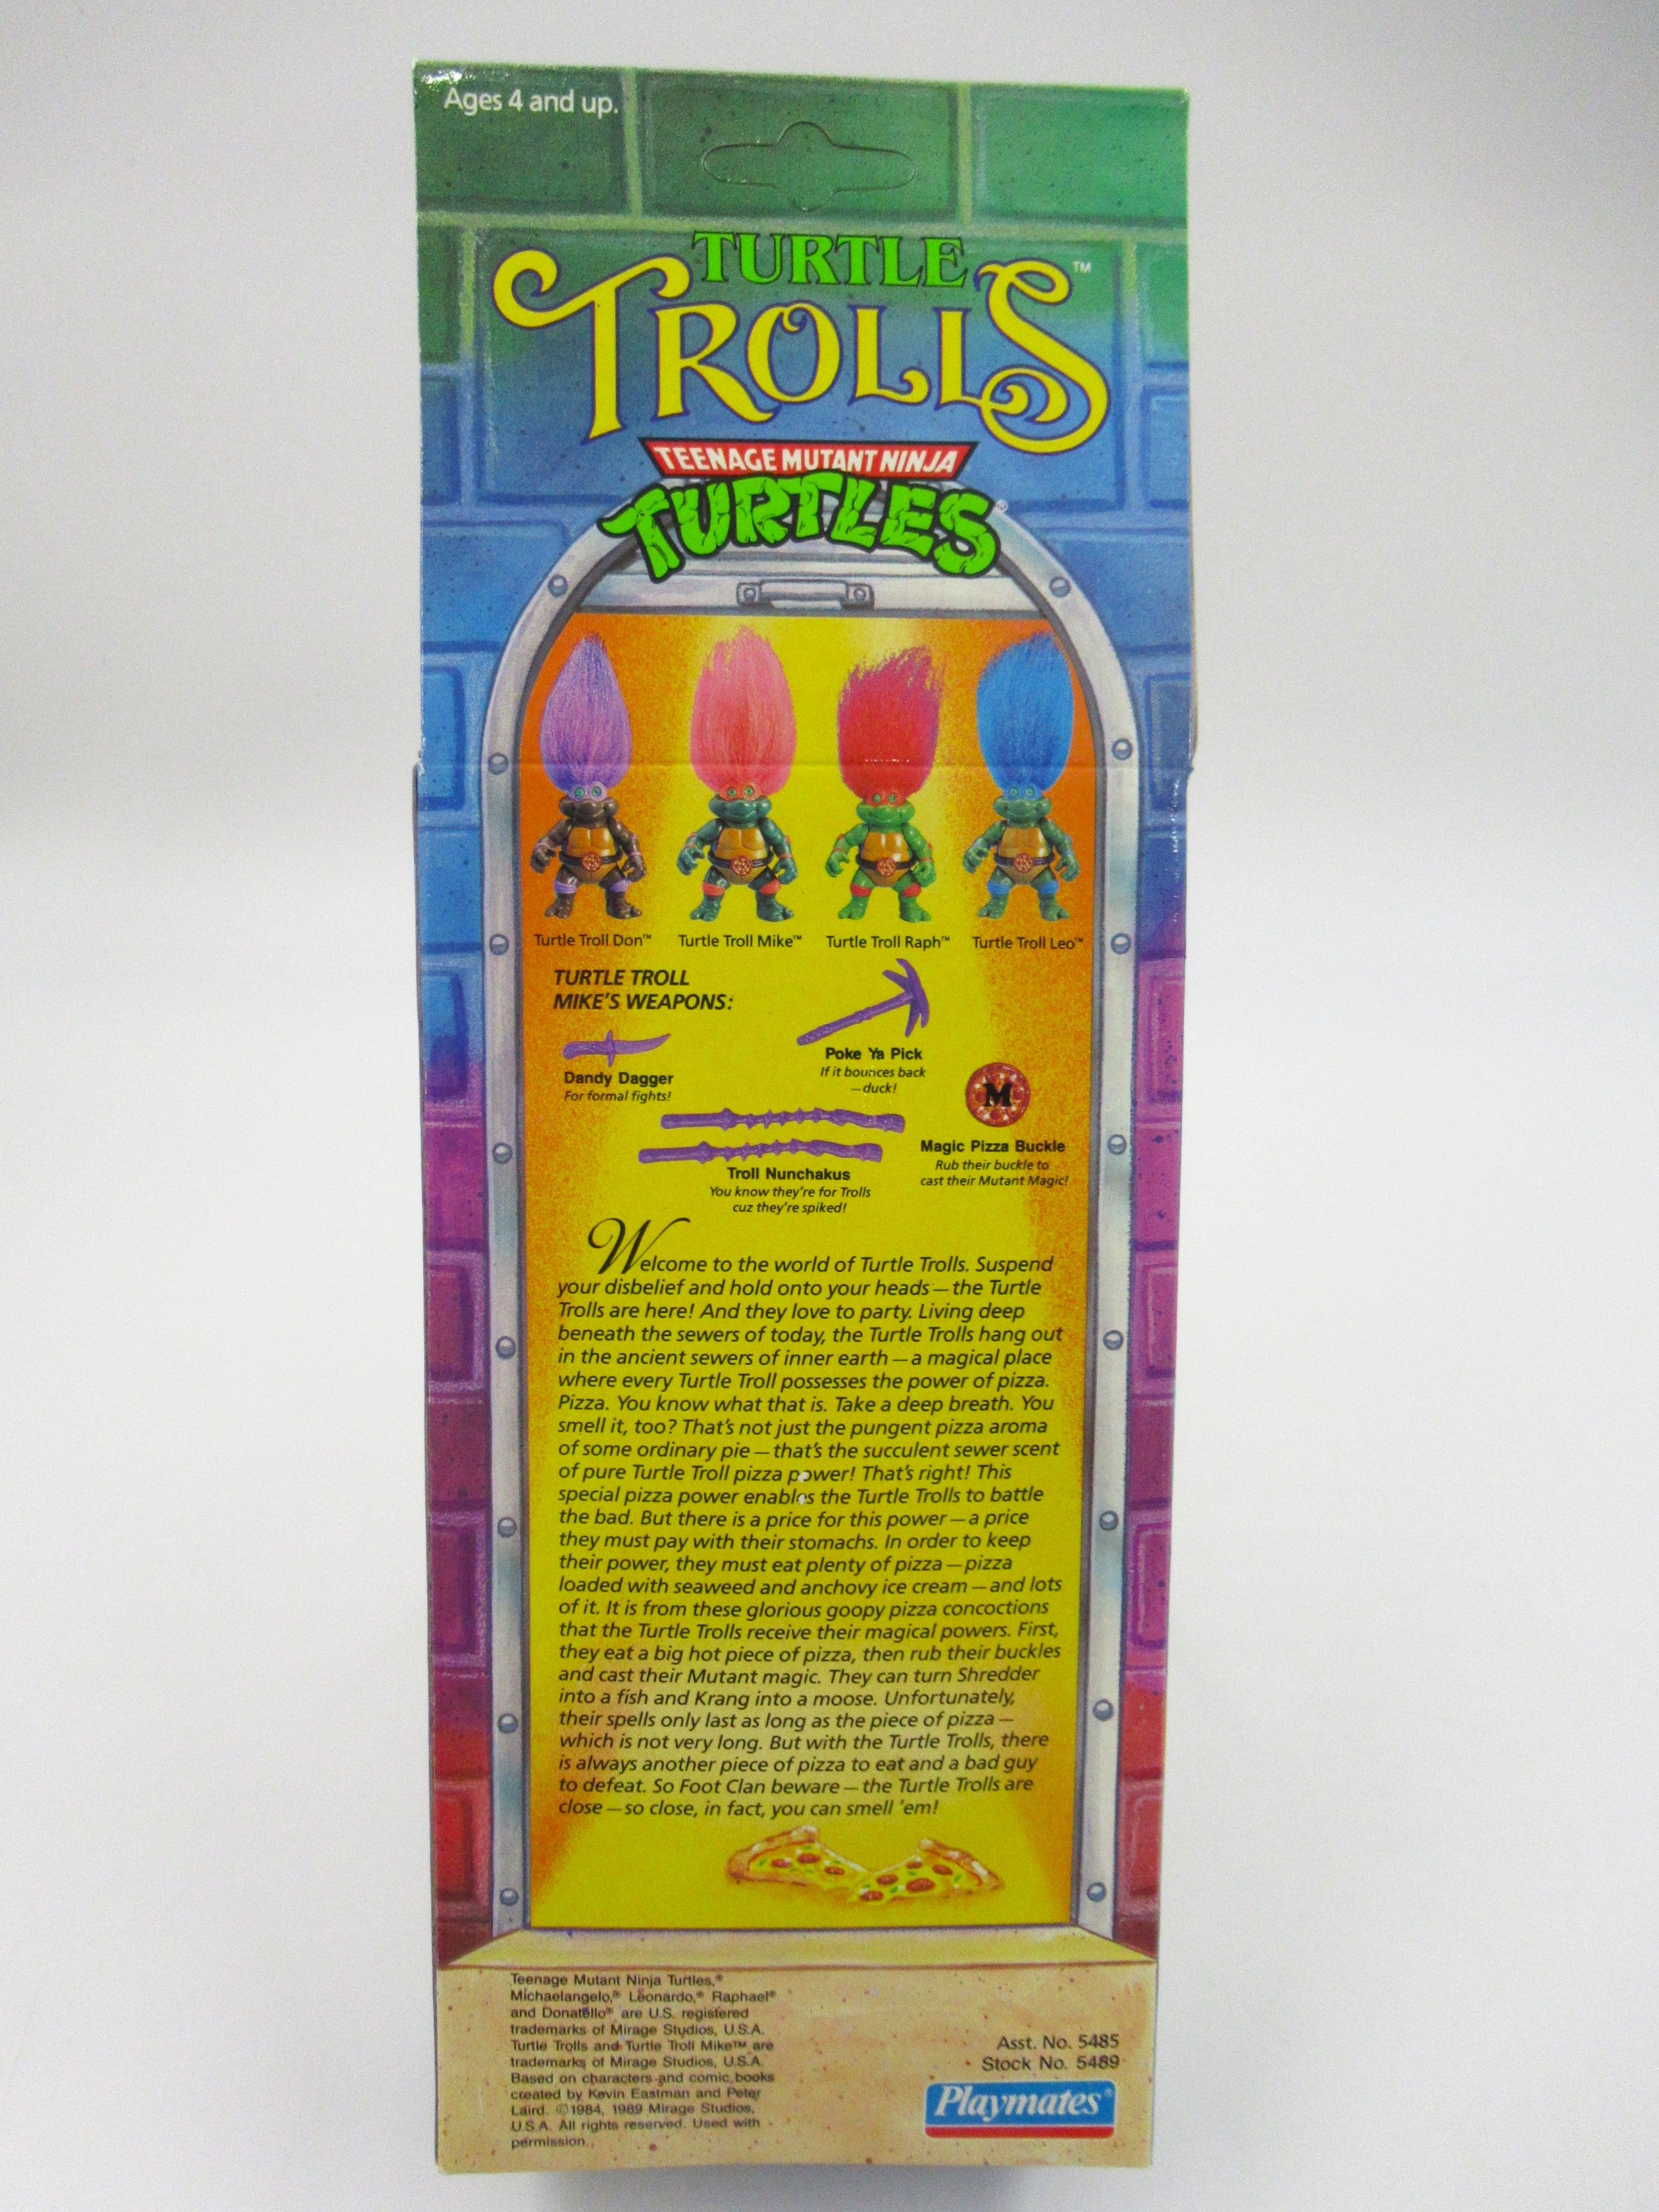 Ages 4 and up.
TURTLE
TROLLS™
TEENAGE MUTANT NINJA
TURTLES®
Turtle Troll Don™ Turtle Troll Mike™ Turtle Troll Raph™ Turtle Troll Leo™
TURTLE TROLL
MIKE'S WEAPONS:
Dandy Dagger
For formal fights!
Poke Ya Pick
If it bounces back
—duck!
M
Magic Pizza Buckle
Rub their buckle to
cast their Mutant Magic!
Troll Nunchakus
You know they're for Trolls
cuz they're spiked!
Welcome to the world of Turtle Trolls. Suspend
your disbelief and hold onto your heads—the Turtle
Trolls are here! And they love to party. Living deep
beneath the sewers of today, the Turtle Trolls hang out
in the ancient sewers of inner earth—a magical place
where every Turtle Troll possesses the power of pizza.
Pizza. You know what that is. Take a deep breath. You
smell it, too? That's not just the pungent pizza aroma
of some ordinary pie—that's the succulent sewer scent
of pure Turtle Troll pizza power! That's right! This
special pizza power enables the Turtle Trolls to battle
the bad. But there is a price for this power—a price
they must pay with their stomachs. In order to keep
their power, they must eat plenty of pizza—pizza
loaded with seaweed and anchovy ice cream—and lots
of it. It is from these glorious goopy pizza concoctions
that the Turtle Trolls receive their magical powers. First,
they eat a big hot piece of pizza, then rub their buckles
and cast their Mutant magic. They can turn Shredder
into a fish and Krang into a moose. Unfortunately,
their spells only last as long as the piece of pizza—
which is not very long. But with the Turtle Trolls, there
is always another piece of pizza to eat and a bad guy
to defeat. So Foot Clan beware—the Turtle Trolls are
close—so close, in fact, you can smell 'em!
Teenage Mutant Ninja Turtles,®
Michaelangelo,® Leonardo,® Raphael®
and Donatello® are U.S. registered
trademarks of Mirage Studios, U.S.A.
Turtle Trolls and Turtle Troll Mike™ are
trademarks of Mirage Studios, U.S.A.
Based on characters and comic books
created by Kevin Eastman and Peter
Laird. ©1984, 1989 Mirage Studios,
U.S.A. All rights reserved. Used with
permission.
Asst. No. 5485
Stock No. 5489
Playmates®